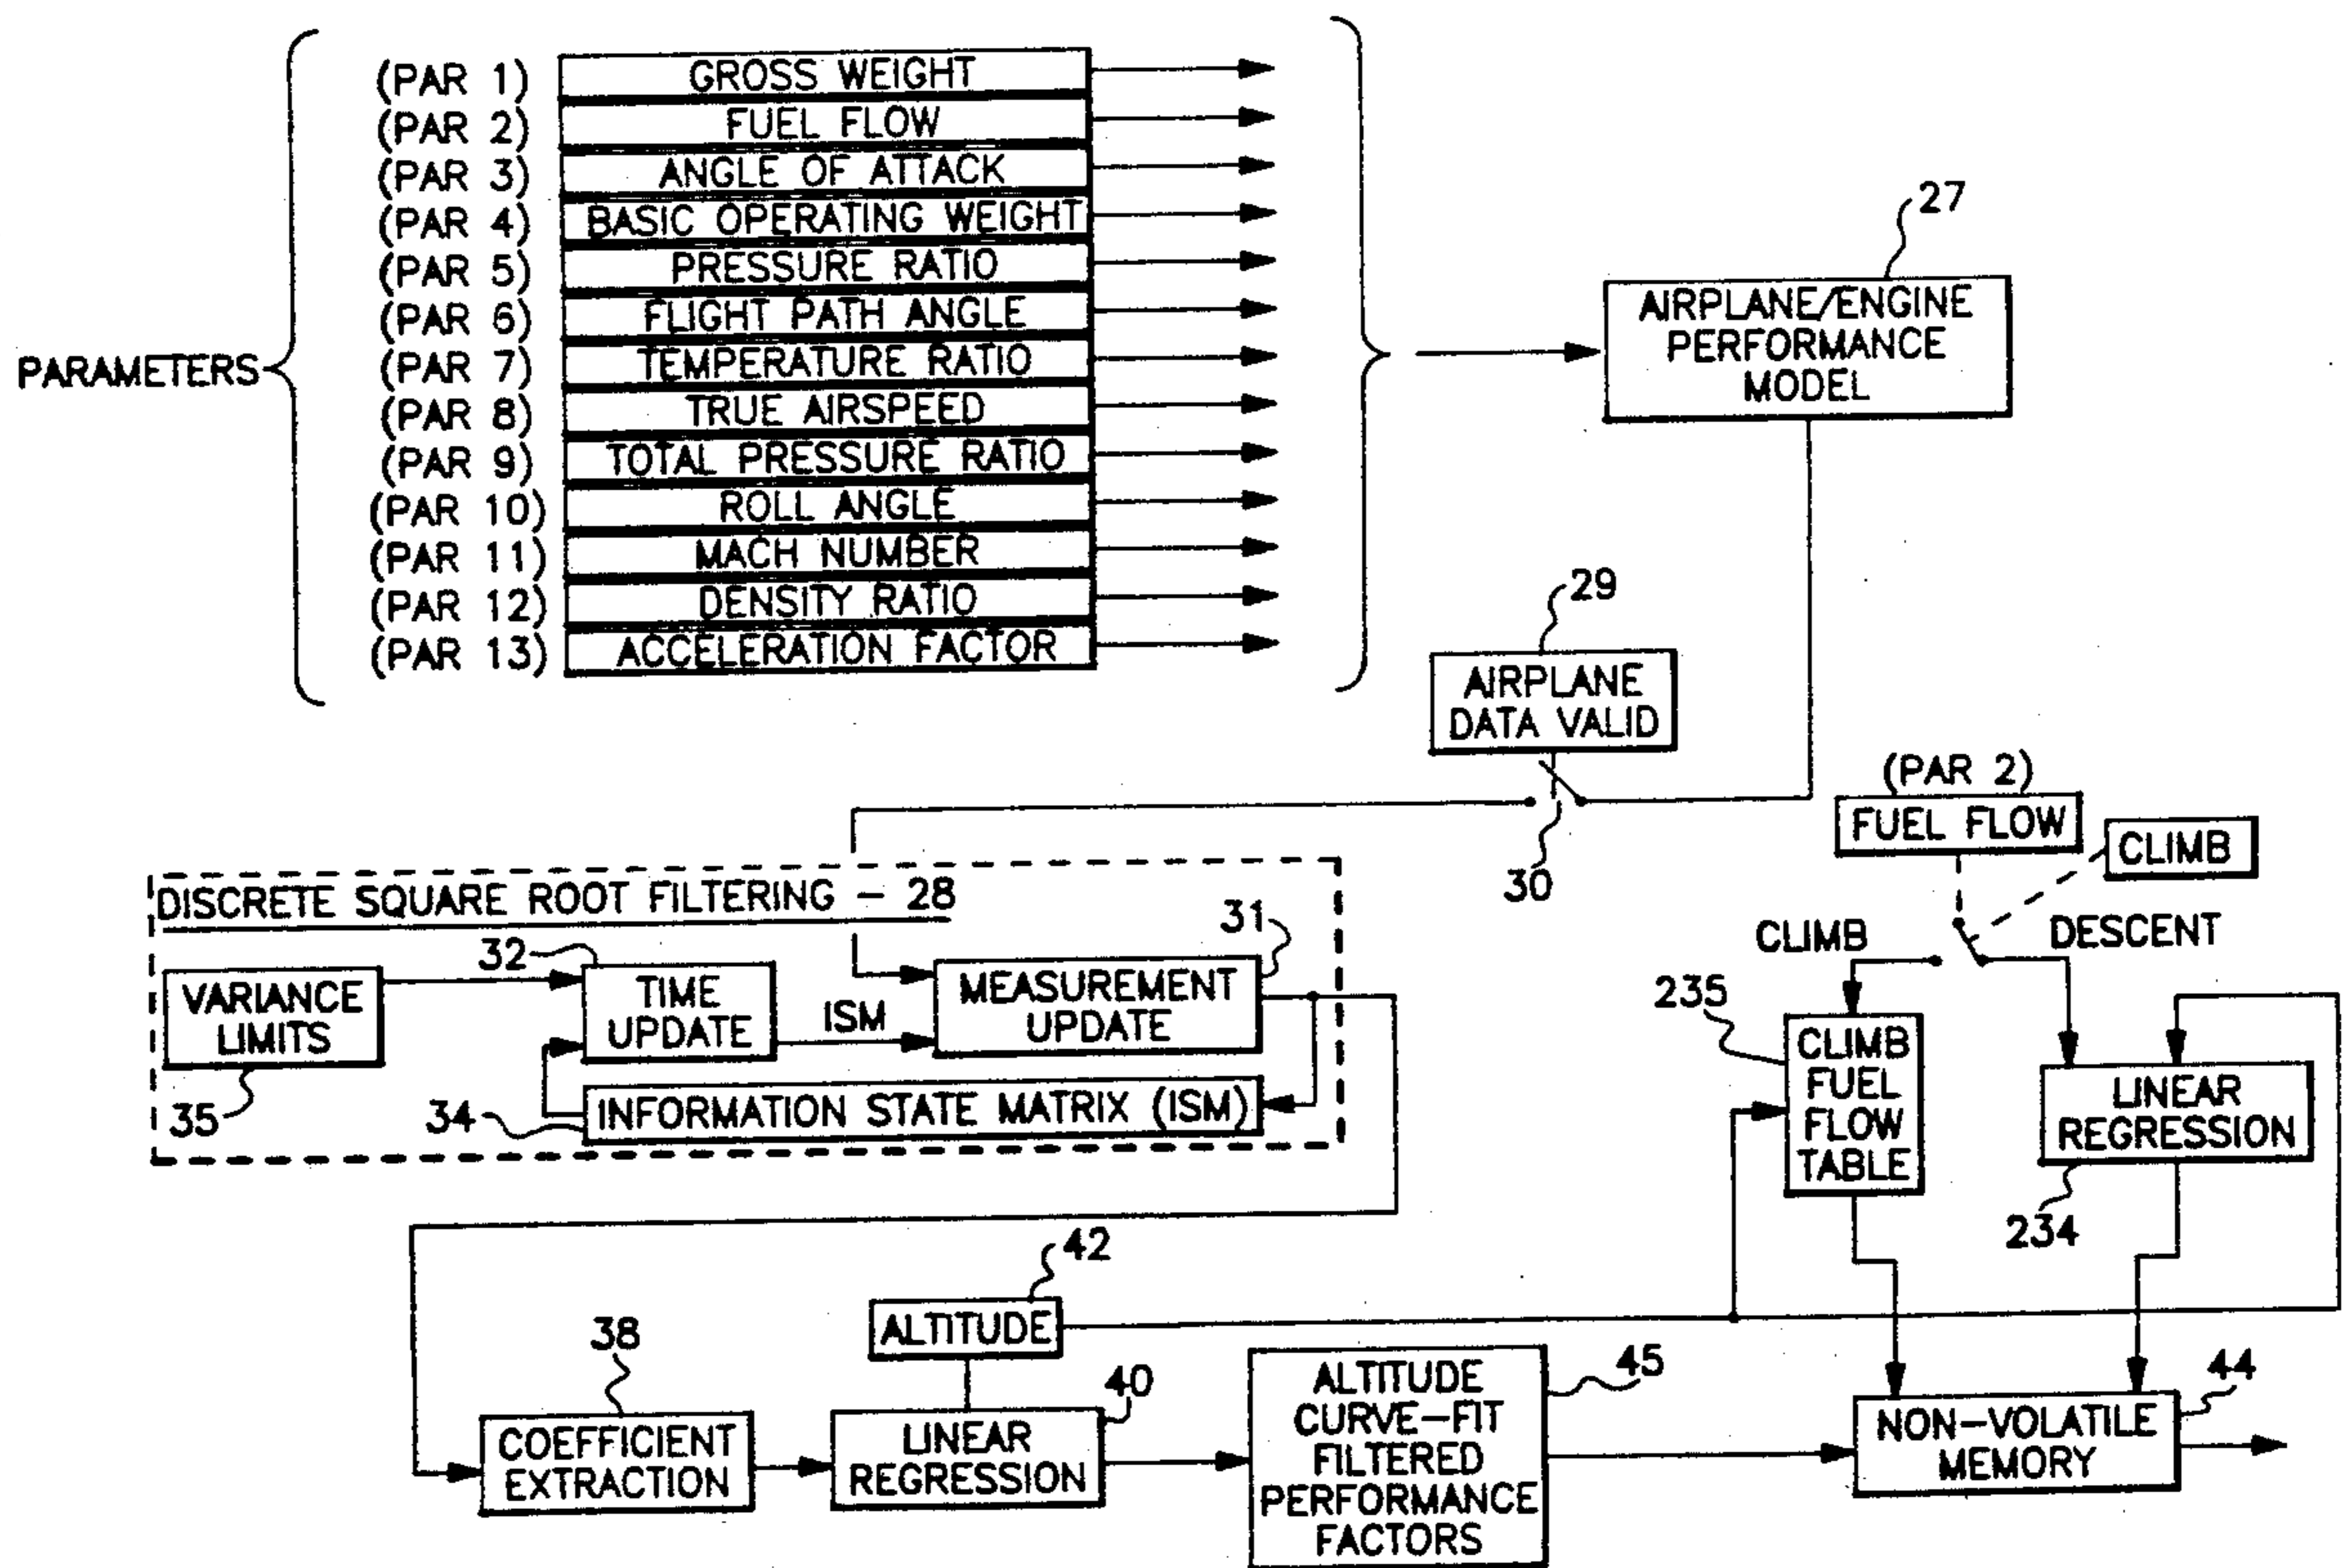 PARAMETERS
(PAR 1) GROSS WEIGHT
(PAR 2) FUEL FLOW
(PAR 3) ANGLE OF ATTACK
(PAR 4) BASIC OPERATING WEIGHT
(PAR 5) PRESSURE RATIO
(PAR 6) FLIGHT PATH ANGLE
(PAR 7) TEMPERATURE RATIO
(PAR 8) TRUE AIRSPEED
(PAR 9) TOTAL PRESSURE RATIO
(PAR 10) ROLL ANGLE
(PAR 11) MACH NUMBER
(PAR 12) DENSITY RATIO
(PAR 13) ACCELERATION FACTOR
27
AIRPLANE/ENGINE
PERFORMANCE
MODEL
29
AIRPLANE
DATA VALID
30
(PAR 2)
FUEL FLOW
CLIMB
CLIMB
DESCENT
DISCRETE SQUARE ROOT FILTERING - 28
VARIANCE
LIMITS
35
32
TIME
UPDATE
ISM
31
MEASUREMENT
UPDATE
34
INFORMATION STATE MATRIX (ISM)
235
CLIMB
FUEL
FLOW
TABLE
LINEAR
REGRESSION
234
42
ALTITUDE
38
COEFFICIENT
EXTRACTION
40
LINEAR
REGRESSION
45
ALTITUDE
CURVE-FIT
FILTERED
PERFORMANCE
FACTORS
44
NON-VOLATILE
MEMORY